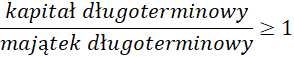 kapitał długoterminowy
majątek długoterminowy
≥ 1